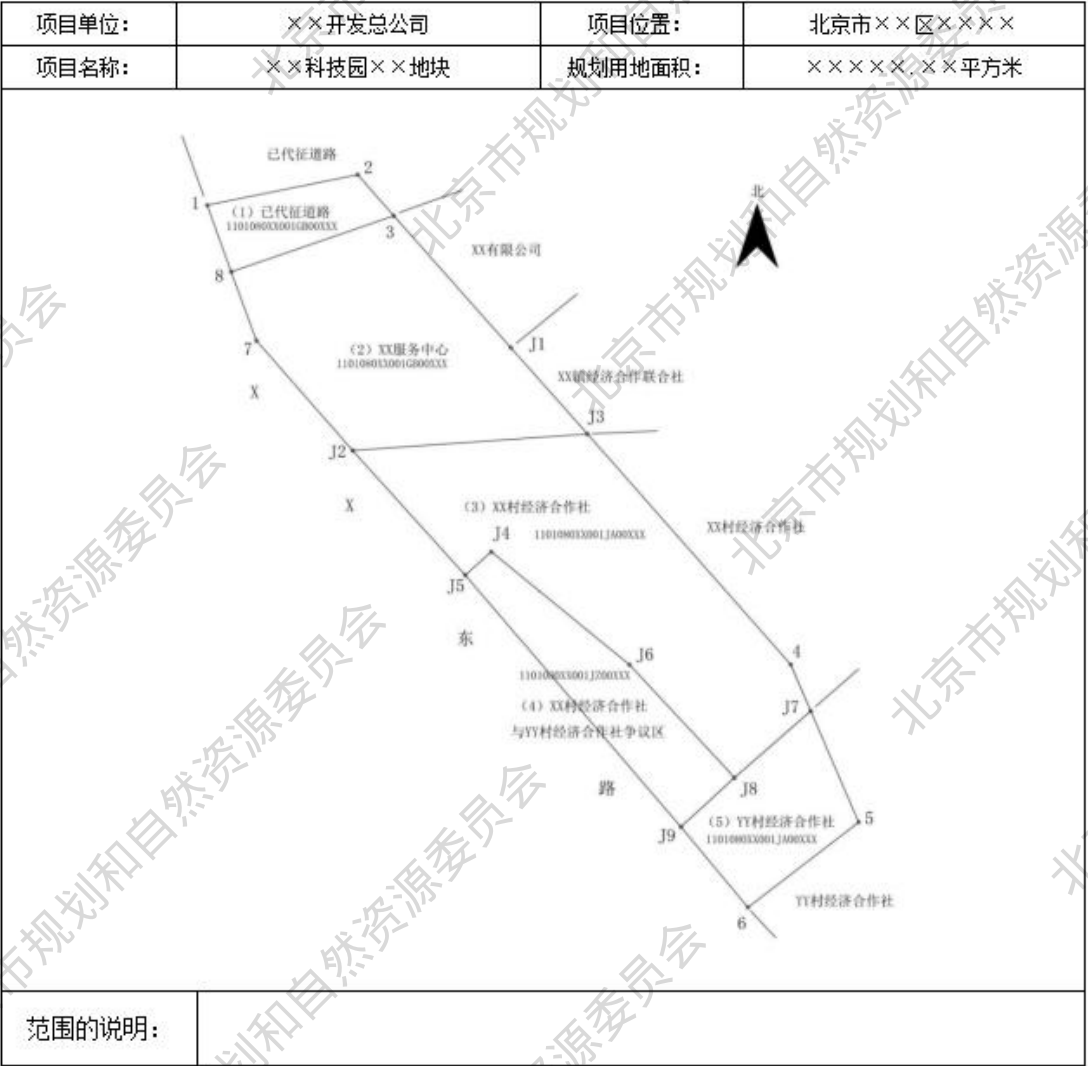 项目单位： ××开发总公司 项目位置： 北京市××区××××
项目名称： ××科技园××地块 规划用地面积： ×××××.××平方米
已代征道路
2
1
（1）已代征道路
1101080XX001GB00XXX
3
XX有限公司
北
8
J1
7
（2）XX服务中心
1101080XX001GB00XXX
XX镇经济合作联合社
X
J3
J2
X
（3）XX村经济合作社
J4
1101080XX001JA00XXX
XX村经济合作社
J5
东
4
J6
1101080XX001JZ00XXX
（4）XX村经济合作社
与YY村经济合作社争议区
J7
路
J8
J9
（5）YY村经济合作社
1101080XX001JA00XXX
5
YY村经济合作社
6
范围的说明：
北京市规划和自然资源委员会